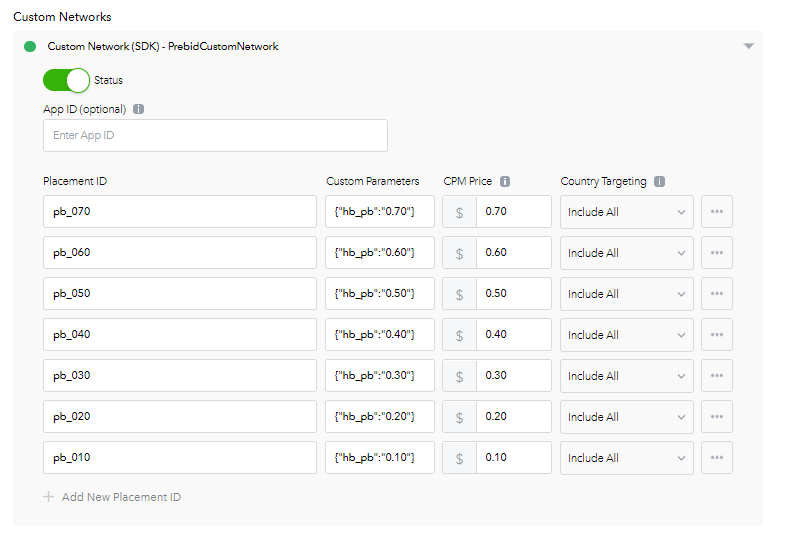 Custom Networks
Custom Network (SDK) - PrebidCustomNetwork
Status
App ID (optional) i
Enter App ID
Placement ID Custom Parameters CPM Price i Country Targeting i
pb_070 {"hb_pb":"0.70"} $ 0.70 Include All ...
pb_060 {"hb_pb":"0.60"} $ 0.60 Include All ...
pb_050 {"hb_pb":"0.50"} $ 0.50 Include All ...
pb_040 {"hb_pb":"0.40"} $ 0.40 Include All ...
pb_030 {"hb_pb":"0.30"} $ 0.30 Include All ...
pb_020 {"hb_pb":"0.20"} $ 0.20 Include All ...
pb_010 {"hb_pb":"0.10"} $ 0.10 Include All ...
+ Add New Placement ID